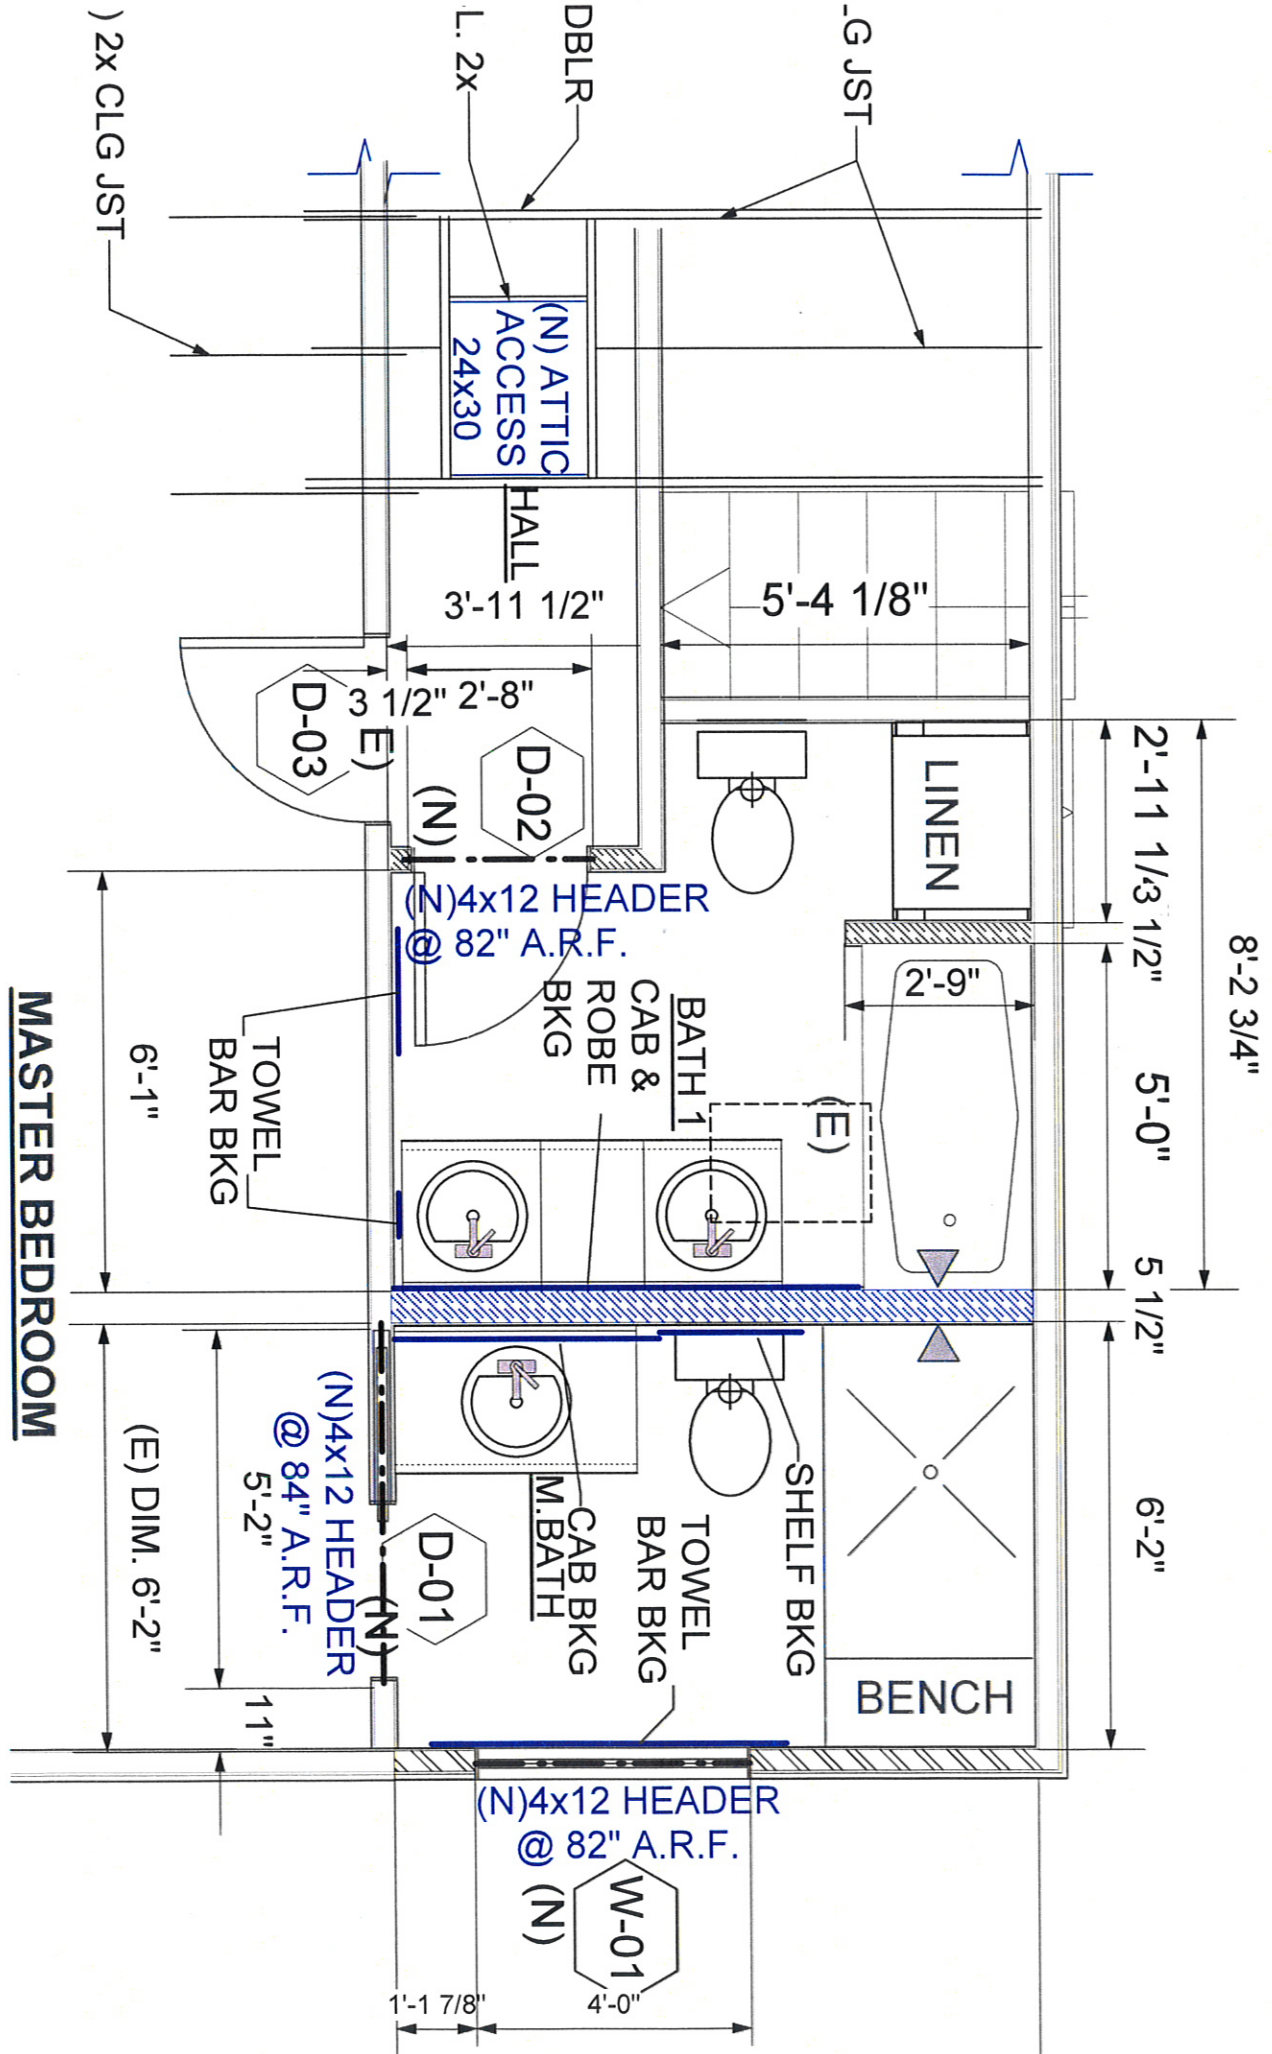 ) 2x CLG JST
L. 2x
DBLR
-G JST
(N) ATTIC
ACCESS
24x30
HALL
3'-11 1/2"
5'-4 1/8"
3 1/2"
2'-8"
D-03
(E)
D-02
(N)
LINEN
2'-11 1/
3 1/2"
8'-2 3/4"
(N)4x12 HEADER
@ 82" A.R.F.
2'-9"
BATH 1
CAB &
ROBE
BKG
(E)
5'-0"
TOWEL
BAR BKG
6'-1"
MASTER BEDROOM
5 1/2"
(N)4x12 HEADER
@ 84" A.R.F.
5'-2"
(E) DIM. 6'-2"
11"
D-01
(N)
M.BATH
CAB BKG
TOWEL
BAR BKG
SHELF BKG
6'-2"
BENCH
(N)4x12 HEADER
@ 82" A.R.F.
W-01
(N)
1'-1 7/8"
4'-0"